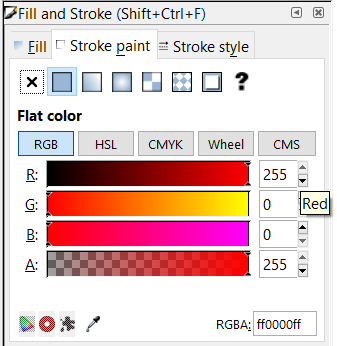 Fill and Stroke (Shift+Ctrl+F)
Fill Stroke paint Stroke style
?
Flat color
RGB HSL CMYK Wheel CMS
R: 255
G: 0 Red
B: 0
A: 255
RGBA: ff0000ff